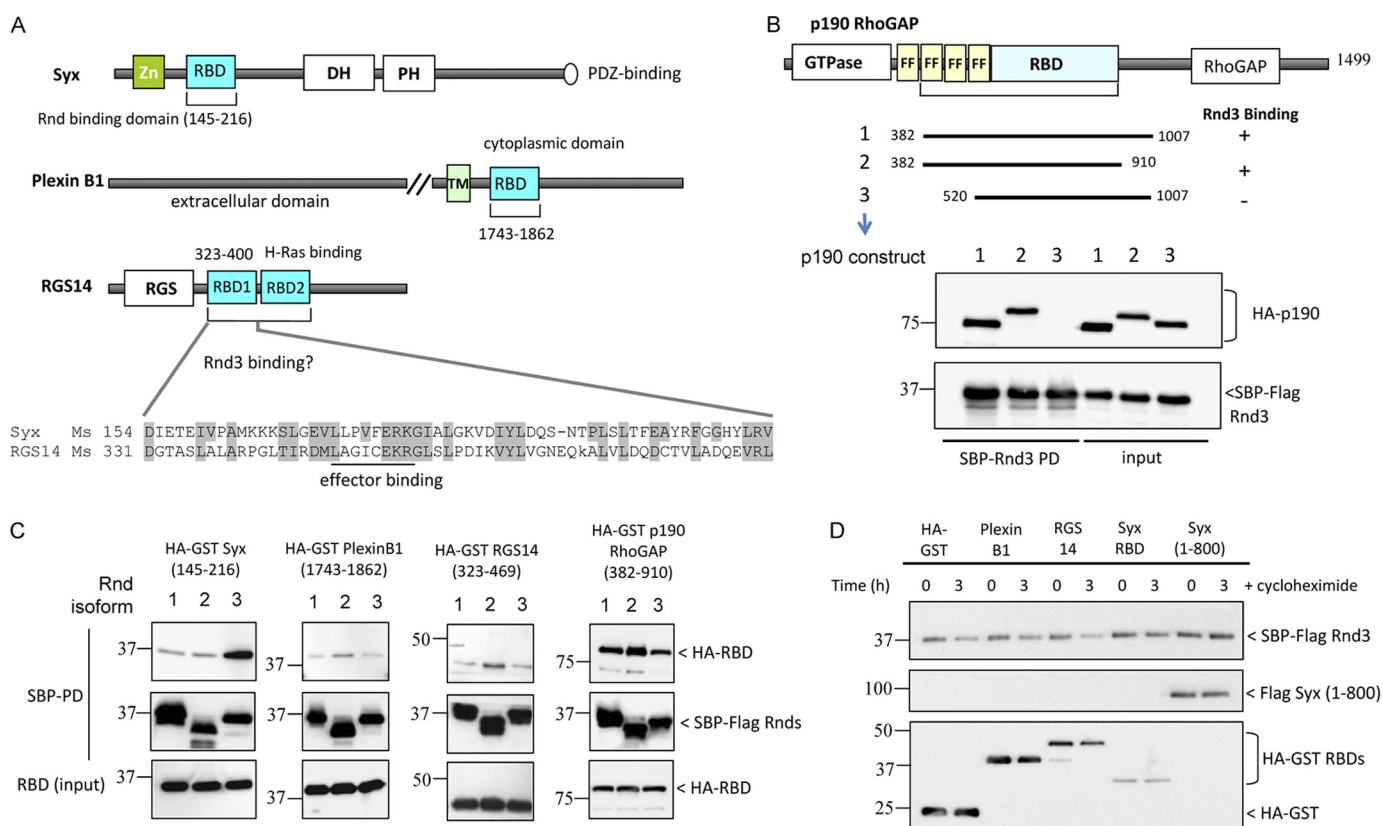 A
Syx
Zn
RBD
DH
PH
PDZ-binding
Rnd binding domain (145-216)
cytoplasmic domain
Plexin B1
TM
RBD
extracellular domain
1743-1862
323-400
H-Ras binding
RGS14
RGS
RBD1
RBD2
Rnd3 binding?
Syx Ms 154 DIETEIVPAMKKKSLGEVLLPVFERKGIALGKVDIYLDQS-NTPLSLTFEAYRFGGHYLRV
RGS14 Ms 331 DGTASLALARPGLTIRDMLAGICEKRGLSLPDIKVYLVGNEQkALVLDQDCTVLADQEVRL
effector binding
B
p190 RhoGAP
GTPase
FF
FF
FF
FF
RBD
RhoGAP
1499
Rnd3 Binding
1 382 1007 +
2 382 910 +
3 520 1007 -
p190 construct 1 2 3 1 2 3
75
HA-p190
37
<SBP-Flag
Rnd3
SBP-Rnd3 PD
input
C
HA-GST Syx
(145-216)
HA-GST PlexinB1
(1743-1862)
HA-GST RGS14
(323-469)
HA-GST p190
RhoGAP
(382-910)
Rnd
isoform
1 2 3
1 2 3
1 2 3
1 2 3
SBP-PD
37
37
50
75
< HA-RBD
37
37
37
37
< SBP-Flag Rnds
RBD (input)
37
37
50
75
< HA-RBD
D
HA-
GST
Plexin
B1
RGS
14
Syx
RBD
Syx
(1-800)
Time (h) 0 3 0 3 0 3 0 3 0 3 + cycloheximide
37
< SBP-Flag Rnd3
100
< Flag Syx (1-800)
50
37
HA-GST RBDs
25
< HA-GST